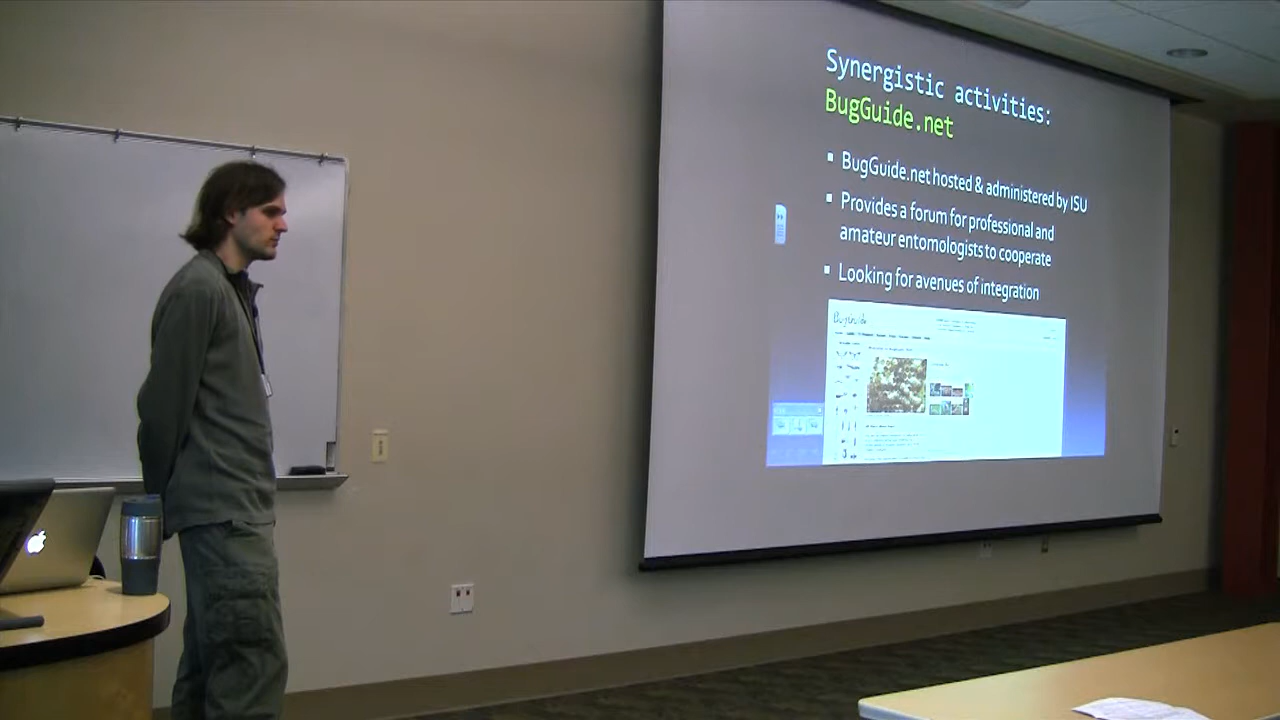 Synergistic activities:
BugGuide.net
BugGuide.net hosted & administered by ISU
Provides a forum for professional and
amateur entomologists to cooperate
Looking for avenues of integration
BugGuide